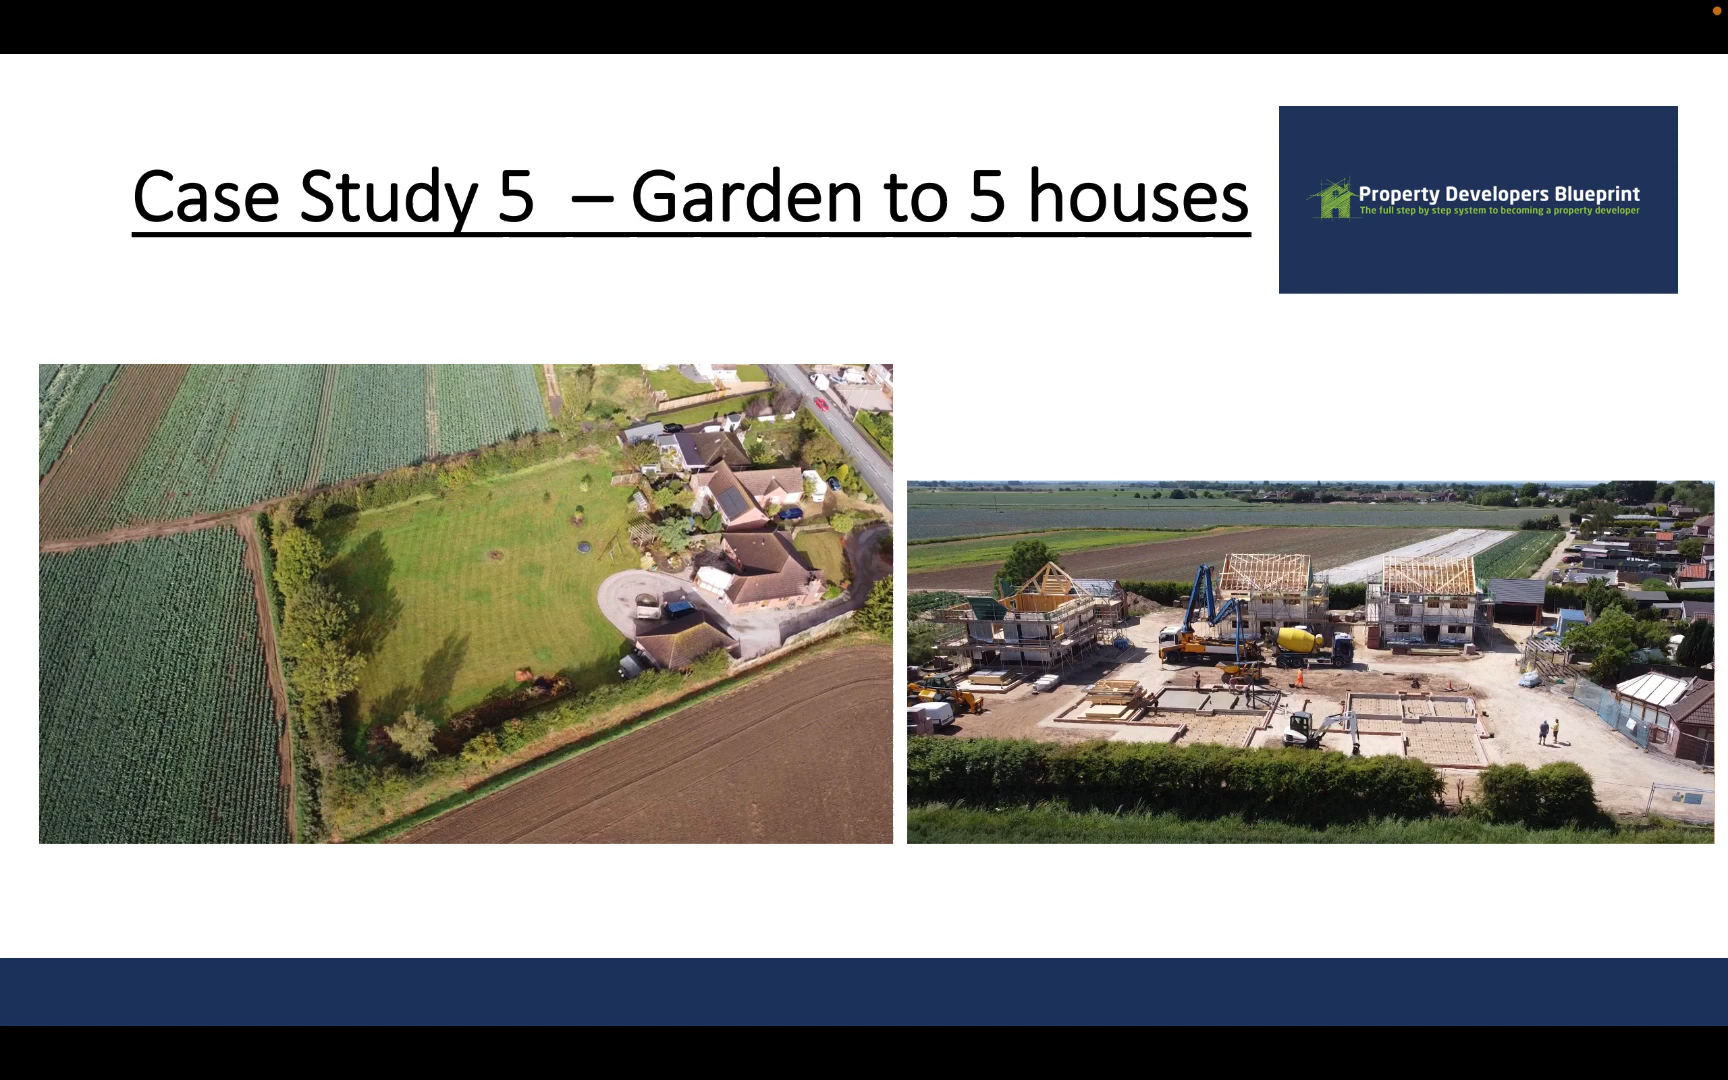 Case Study 5 – Garden to 5 houses
Property Developers Blueprint
The full step by step system to becoming a property developer